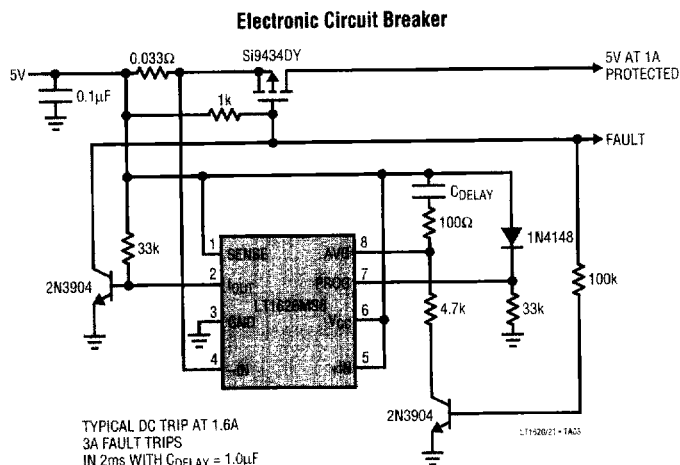 Electronic Circuit Breaker
0.033Ω
Si9434DY
5V
5V AT 1A
PROTECTED
0.1µF
1k
FAULT
CDELAY
100Ω
1N4148
33k
1
SENSE
8
AVG
2N3904
2
IOUT
7
PROG
100k
LT1620MS8
4.7k
33k
3
GND
6
VCC
4
–IN
5
+IN
2N3904
LT1620/21 • TA03
TYPICAL DC TRIP AT 1.6A
3A FAULT TRIPS
IN 2ms WITH CDELAY = 1.0µF